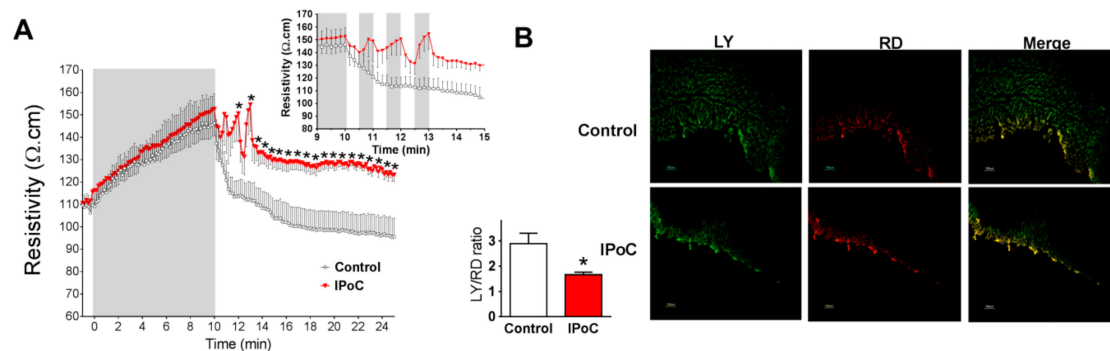 A
Resistivity (Ω.cm)
170
160
150
140
130
120
110
100
90
80
70
60
0 2 4 6 8 10 12 14 16 18 20 22 24
Time (min)
* * ********************
Control
IPoC
Resistivity (Ω.cm)
170
160
150
140
130
120
110
100
90
80
9 10 11 12 13 14 15
Time (min)
B
LY RD Merge
Control
IPoC
LY/RD ratio
3
2
1
0
*
Control IPoC